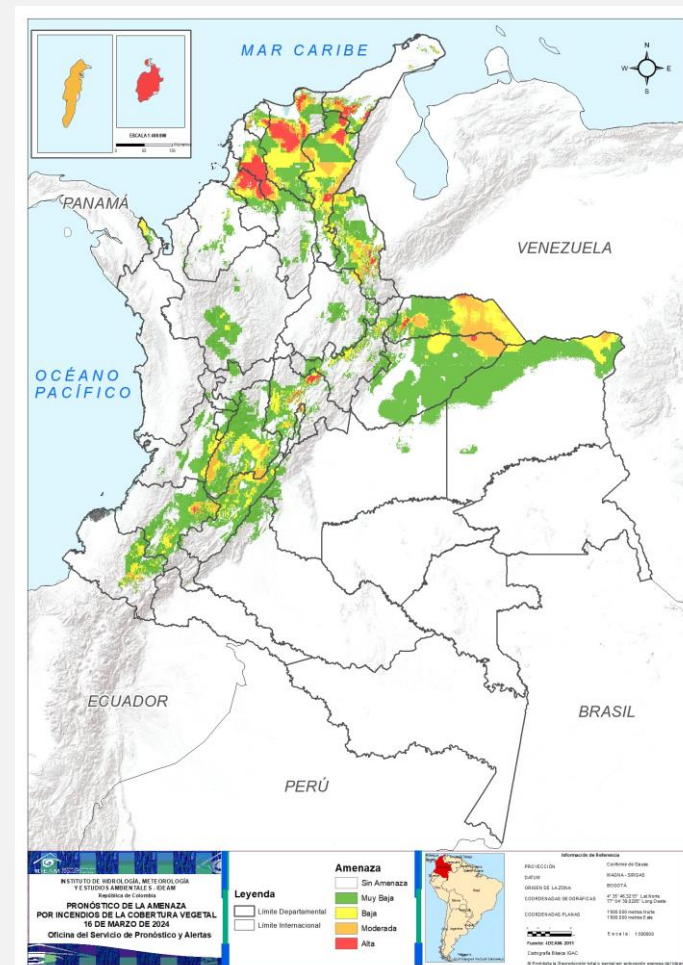 MAR CARIBE
N
W
E
S
ESCALA 1:400.000
PANAMÁ
VENEZUELA
OCÉANO
PACÍFICO
ECUADOR
BRASIL
PERÚ
IDEAM
INSTITUTO DE HIDROLOGÍA, METEOROLOGÍA
Y ESTUDIOS AMBIENTALES - IDEAM
República de Colombia
PRONÓSTICO DE LA AMENAZA
POR INCENDIOS DE LA COBERTURA VEGETAL
16 DE MARZO DE 2024
Oficina del Servicio de Pronóstico y Alertas
Leyenda
Límite Departamental
Límite Internacional
Amenaza
Sin Amenaza
Muy Baja
Baja
Moderada
Alta
Información de Referencia
PROYECCIÓN
Conforme de Gauss
DATUM
MAGNA - SIRGAS
ORIGEN DE LA ZONA
BOGOTÁ
COORDENADAS GEOGRÁFICAS
COORDENADAS PLANAS
Escala:
Fuente: IDEAM 2011
Cartografía Básica IGAC